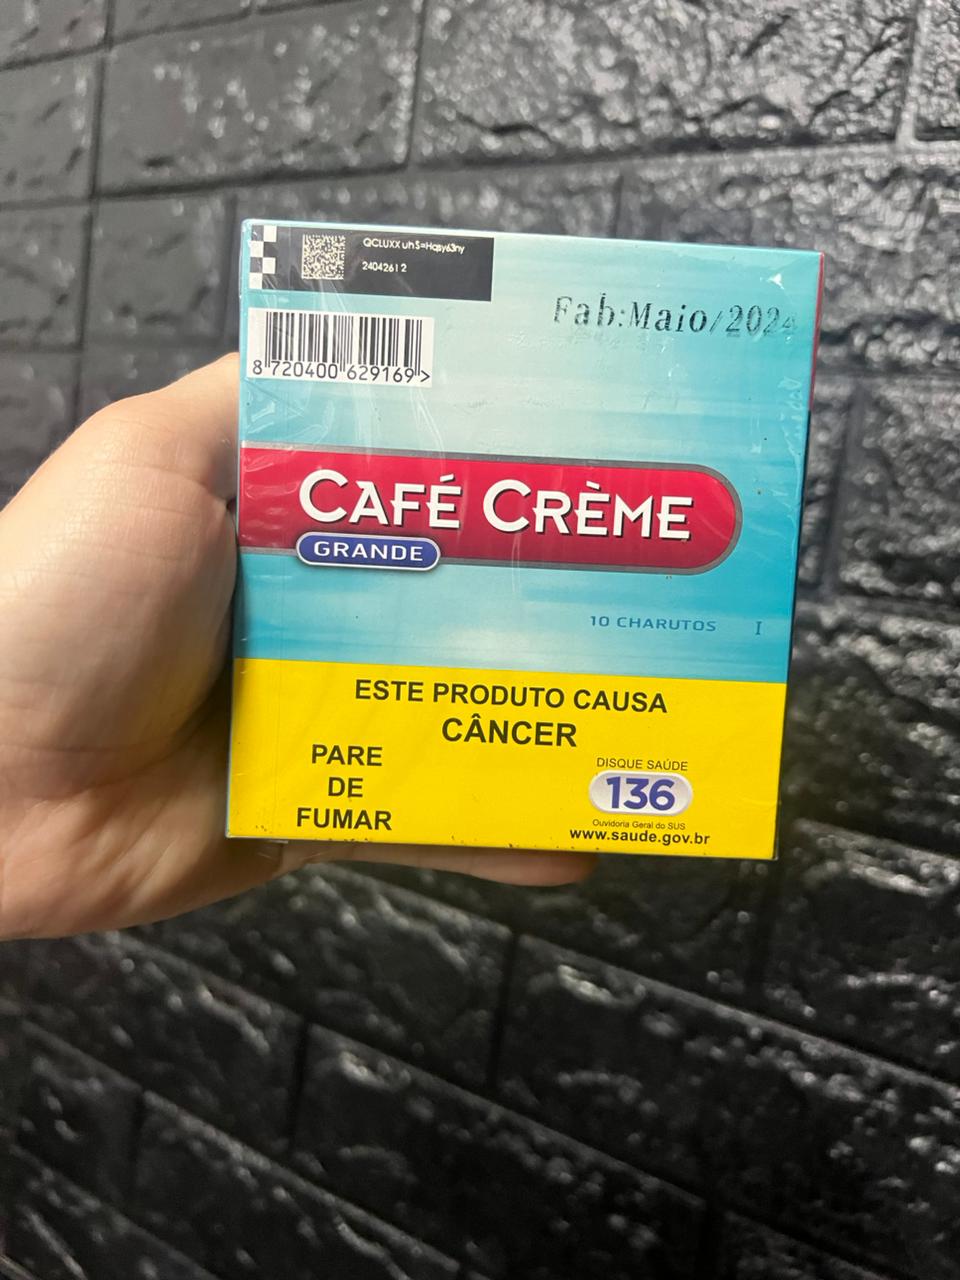 QCLUXX uhS=Hqsy63ny
24042612
Fab:Maio/2024
8 720400 629169 >
CAFÉ CRÈME
GRANDE
10 CHARUTOS I
ESTE PRODUTO CAUSA
CÂNCER
PARE
DE
FUMAR
DISQUE SAÚDE
136
Ouvidoria Geral do SUS
www.saude.gov.br